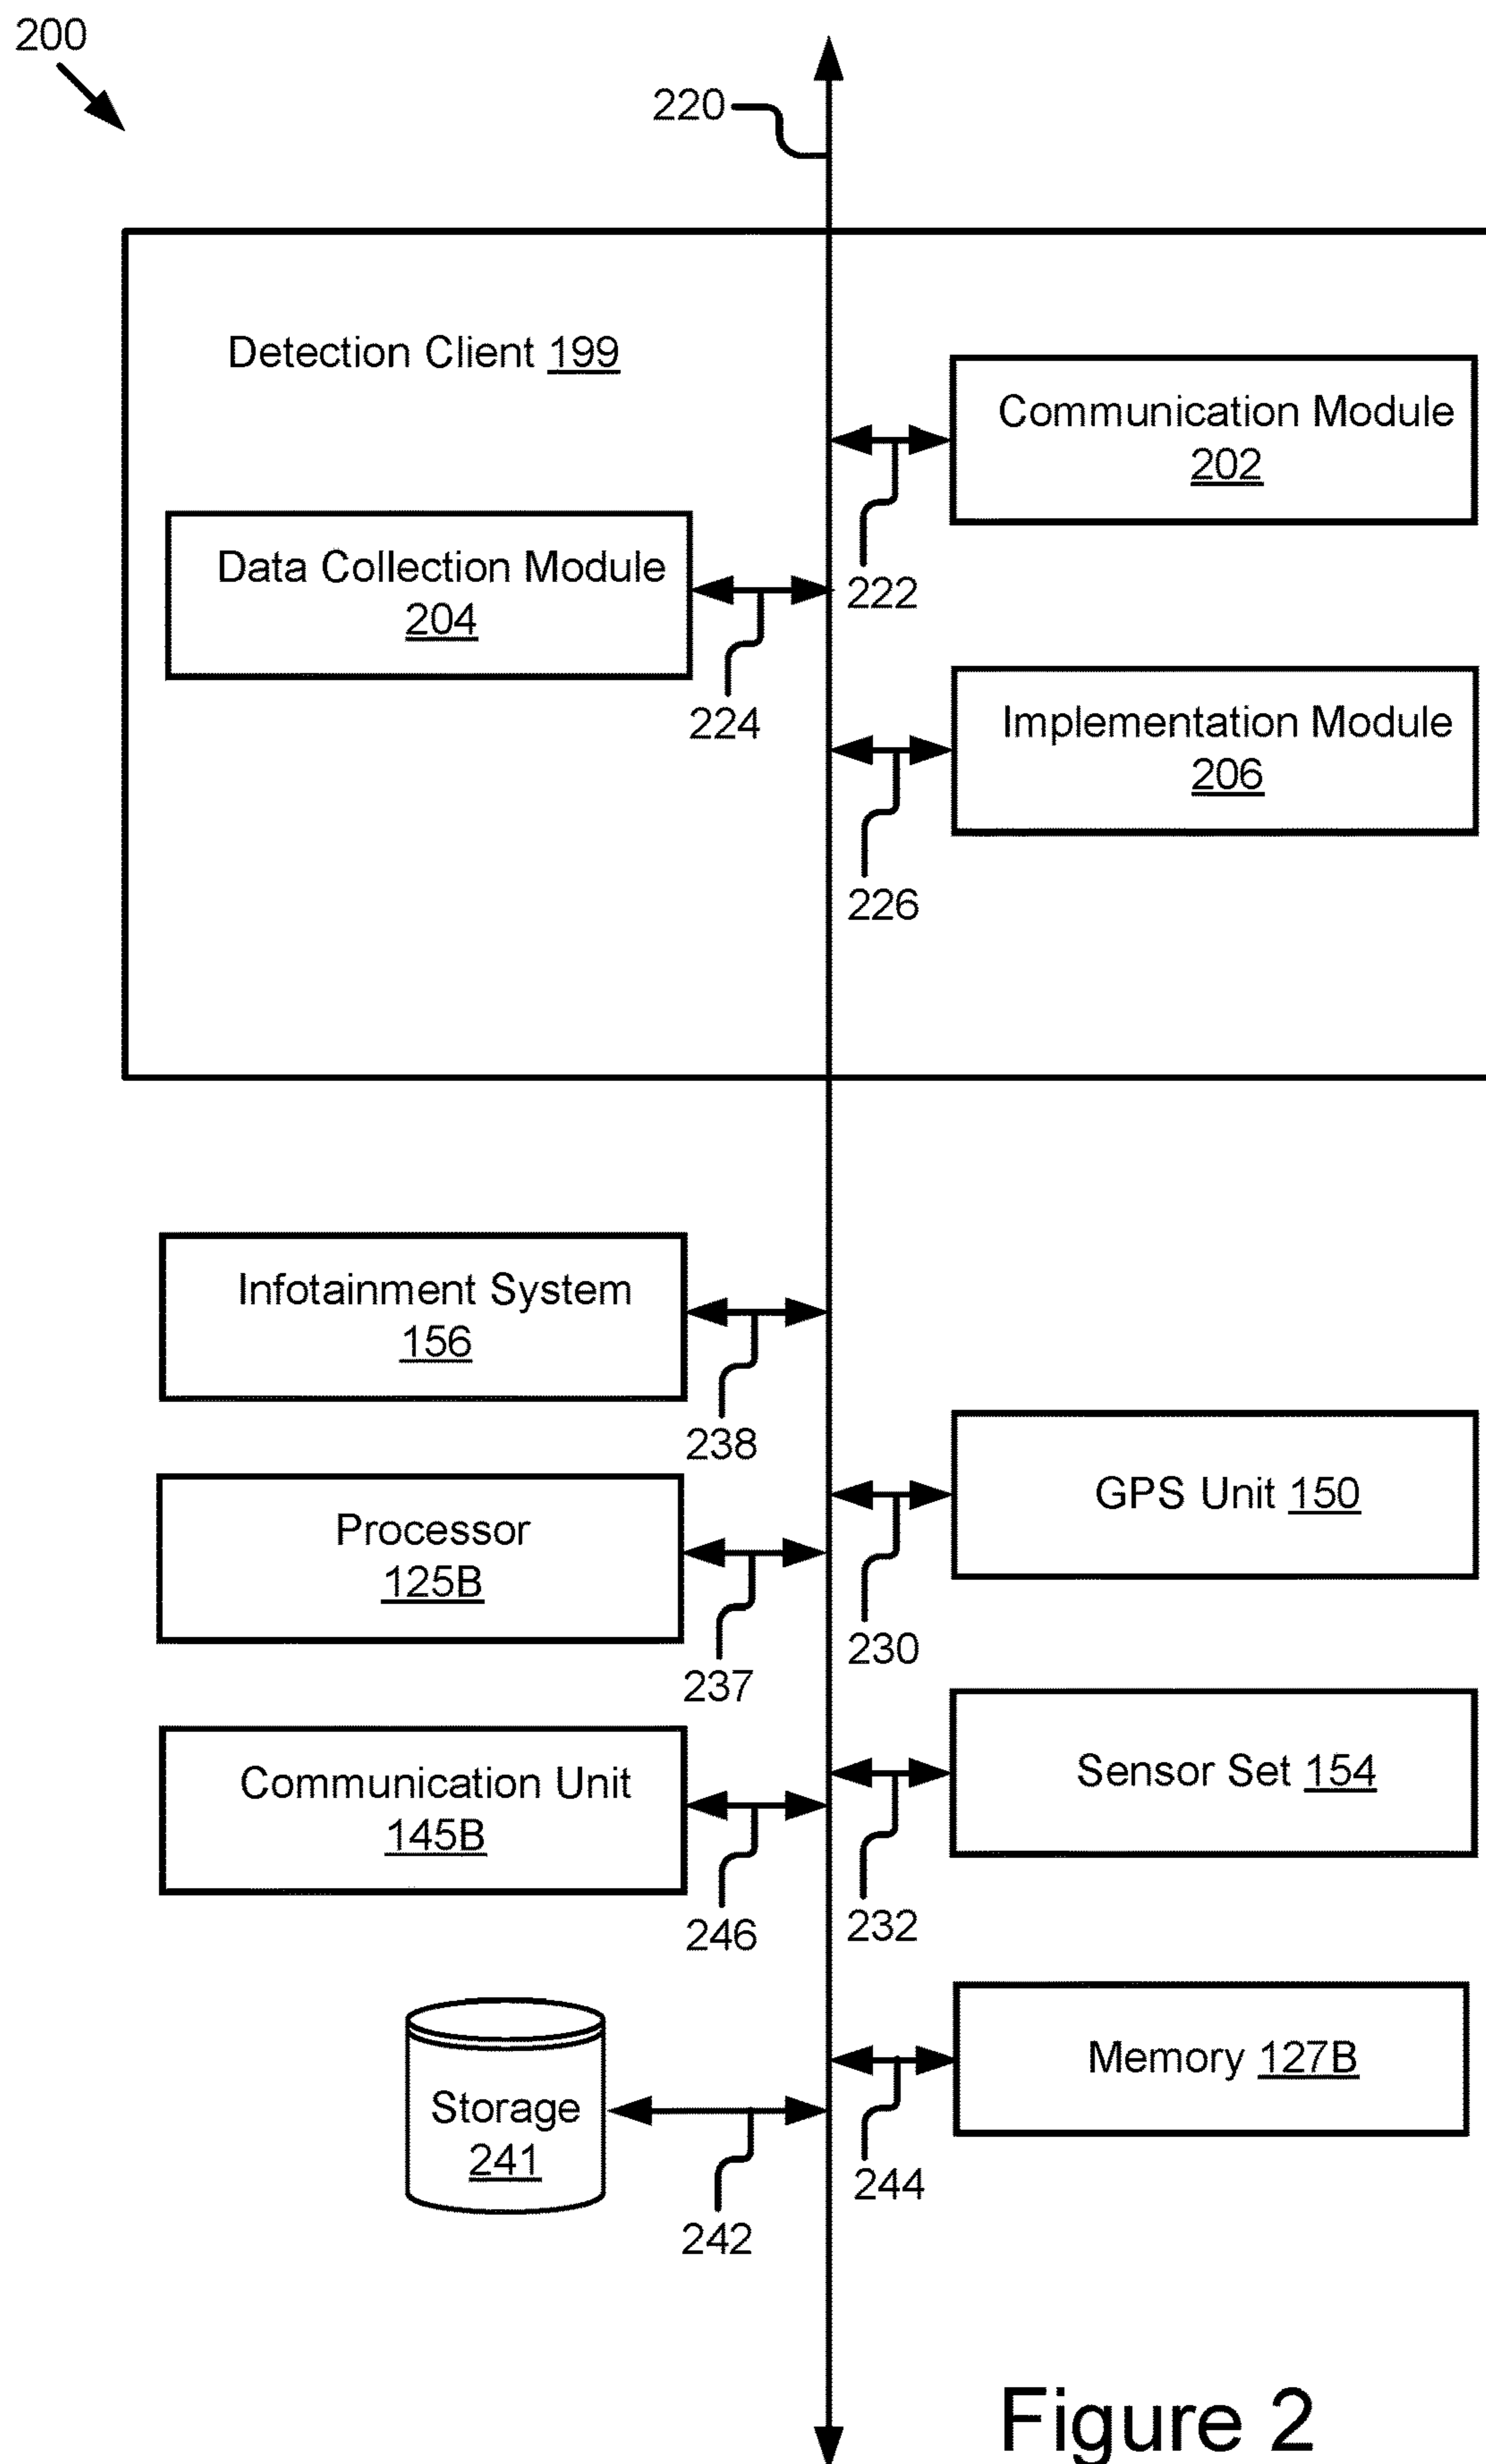 200
220
Detection Client 199
Communication Module
202
222
Data Collection Module
204
224
Implementation Module
206
226
Infotainment System
156
238
GPS Unit 150
230
Processor
125B
237
Sensor Set 154
232
Communication Unit
145B
246
Memory 127B
244
Storage
241
242
Figure 2